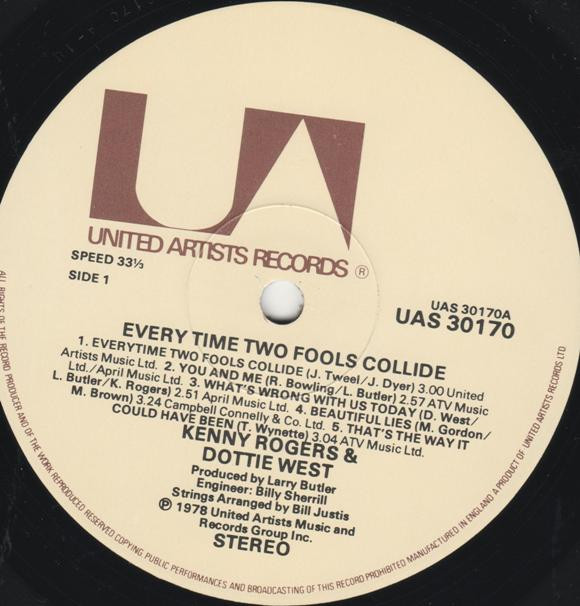 UA
UNITED ARTISTS RECORDS ®
SPEED 33⅓
SIDE 1
UAS 30170A
UAS 30170
EVERY TIME TWO FOOLS COLLIDE
1. EVERYTIME TWO FOOLS COLLIDE (J. Tweel/J. Dyer) 3.00 United
Artists Music Ltd. 2. YOU AND ME (R. Bowling/L. Butler) 2.57 ATV Music
Ltd./April Music Ltd. 3. WHAT'S WRONG WITH US TODAY (D. West/
L. Butler/K. Rogers) 2.51 April Music Ltd. 4. BEAUTIFUL LIES (M. Gordon/
M. Brown) 3.24 Campbell Connelly & Co. Ltd. 5. THAT'S THE WAY IT
COULD HAVE BEEN (T. Wynette) 3.04 ATV Music Ltd.
KENNY ROGERS &
DOTTIE WEST
Produced by Larry Butler
Engineer: Billy Sherrill
Strings Arranged by Bill Justis
℗ 1978 United Artists Music and
Records Group Inc.
STEREO
ALL RIGHTS OF THE RECORD PRODUCER AND OF THE WORK REPRODUCED RESERVED COPYING, PUBLIC PERFORMANCES AND BROADCASTING OF THIS RECORD PROHIBITED MANUFACTURED IN ENGLAND A PRODUCT OF UNITED ARTISTS RECORDS LTD